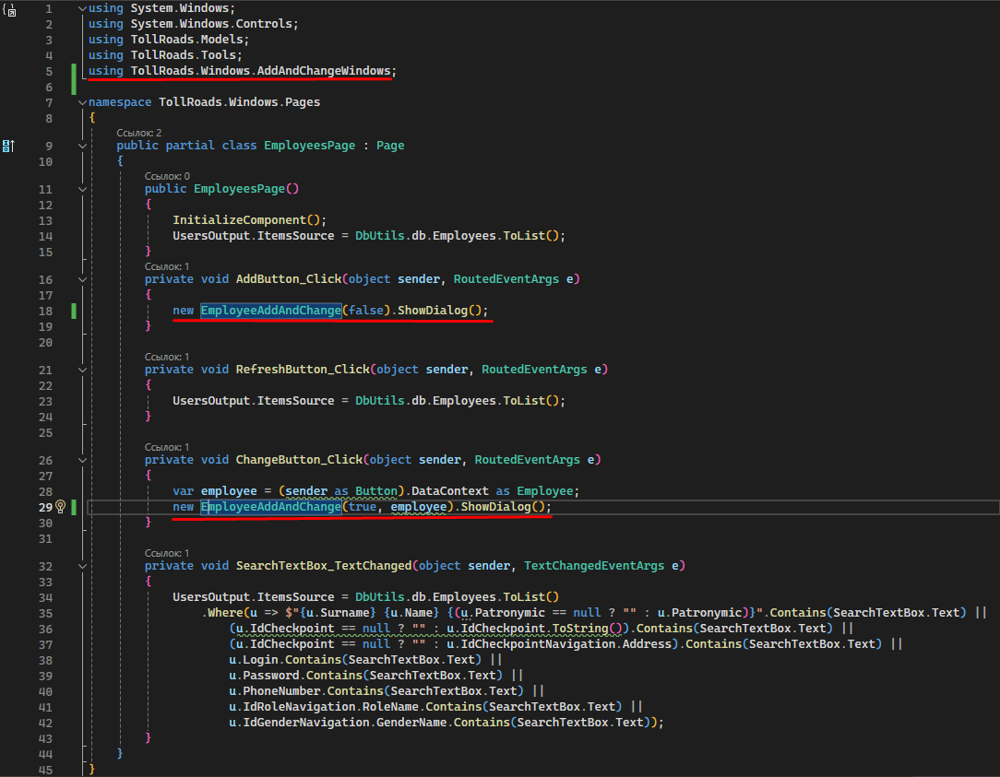 1 using System.Windows;
2 using System.Windows.Controls;
3 using TollRoads.Models;
4 using TollRoads.Tools;
5 using TollRoads.Windows.AddAndChangeWindows;
6
7 namespace TollRoads.Windows.Pages
8 {
Ссылок: 2
9 public partial class EmployeesPage : Page
10 {
Ссылок: 0
11 public EmployeesPage()
12 {
13 InitializeComponent();
14 UsersOutput.ItemsSource = DbUtils.db.Employees.ToList();
15 }
Ссылок: 1
16 private void AddButton_Click(object sender, RoutedEventArgs e)
17 {
18 new EmployeeAddAndChange(false).ShowDialog();
19 }
20
Ссылок: 1
21 private void RefreshButton_Click(object sender, RoutedEventArgs e)
22 {
23 UsersOutput.ItemsSource = DbUtils.db.Employees.ToList();
24 }
25
Ссылок: 1
26 private void ChangeButton_Click(object sender, RoutedEventArgs e)
27 {
28 var employee = (sender as Button).DataContext as Employee;
29 new EmployeeAddAndChange(true, employee).ShowDialog();
30 }
31
Ссылок: 1
32 private void SearchTextBox_TextChanged(object sender, TextChangedEventArgs e)
33 {
34 UsersOutput.ItemsSource = DbUtils.db.Employees.ToList()
35 .Where(u => $"{u.Surname} {u.Name} {(u.Patronymic == null ? "" : u.Patronymic)}".Contains(SearchTextBox.Text) ||
36 (u.IdCheckpoint == null ? "" : u.IdCheckpoint.ToString()).Contains(SearchTextBox.Text) ||
37 (u.IdCheckpoint == null ? "" : u.IdCheckpointNavigation.Address).Contains(SearchTextBox.Text) ||
38 u.Login.Contains(SearchTextBox.Text) ||
39 u.Password.Contains(SearchTextBox.Text) ||
40 u.PhoneNumber.Contains(SearchTextBox.Text) ||
41 u.IdRoleNavigation.RoleName.Contains(SearchTextBox.Text) ||
42 u.IdGenderNavigation.GenderName.Contains(SearchTextBox.Text));
43 }
44 }
45 }